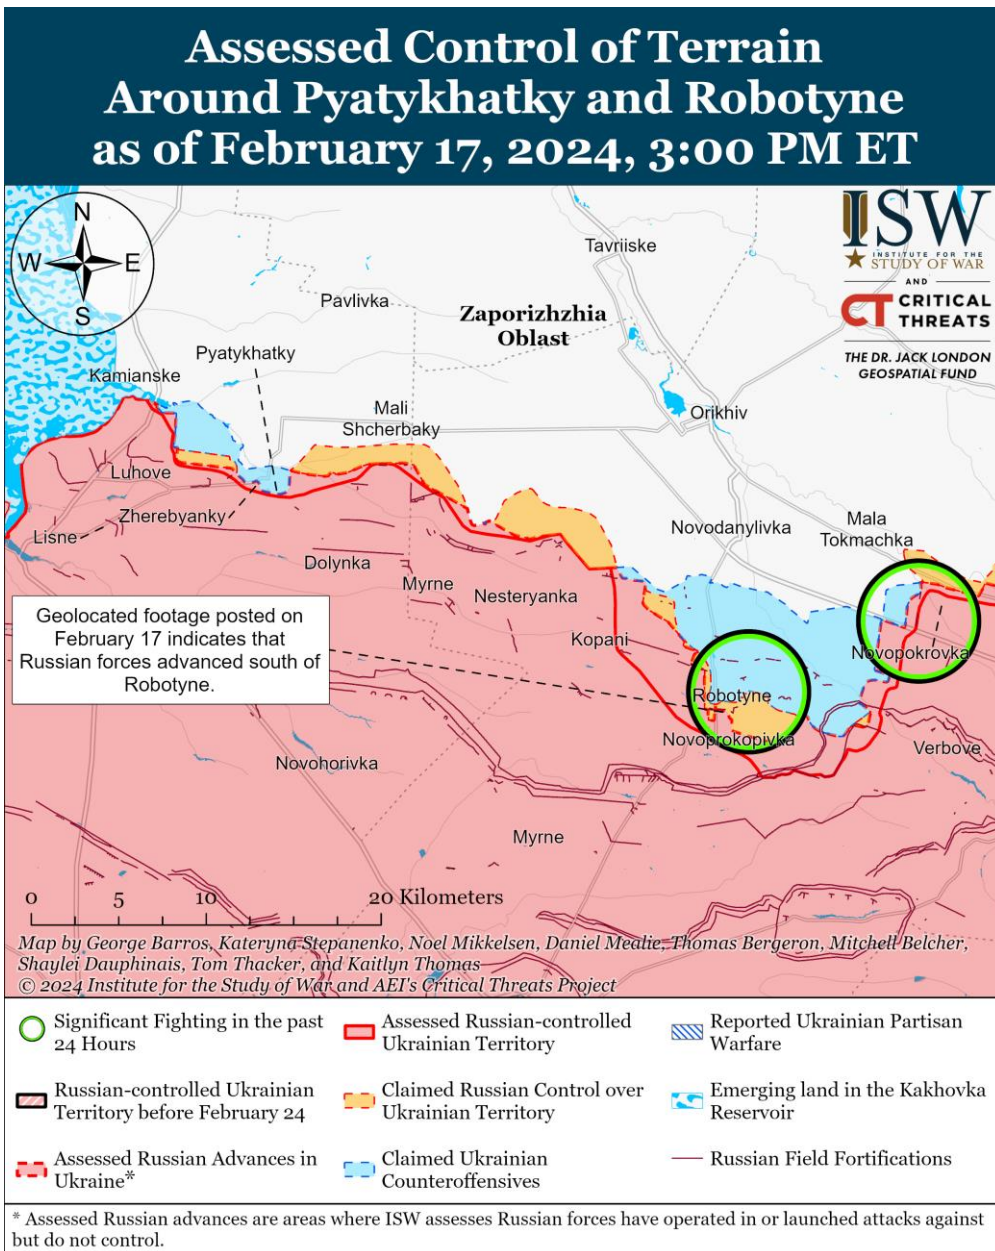 Assessed Control of Terrain
Around Pyatykhatky and Robotyne
as of February 17, 2024, 3:00 PM ET
N
W
E
S
ISW
INSTITUTE FOR THE
STUDY OF WAR
AND
CT CRITICAL
THREATS
THE DR. JACK LONDON
GEOSPATIAL FUND
Tavriiske
Pavlivka
Zaporizhzhia
Oblast
Pyatykhatky
Kamianske
Mali
Shcherbaky
Orikhiv
Luhove
Zherebyanky
Lisne
Novodanylivka
Mala
Tokmachka
Dolynka
Myrne
Nesteryanka
Kopani
Novopokrovka
Geolocated footage posted on
February 17 indicates that
Russian forces advanced south of
Robotyne.
Robotyne
Novoprokopivka
Verbove
Novohorivka
Myrne
0 5 10 20 Kilometers
Map by George Barros, Kateryna Stepanenko, Noel Mikkelsen, Daniel Mealie, Thomas Bergeron, Mitchell Belcher,
Shaylei Dauphinais, Tom Thacker, and Kaitlyn Thomas
© 2024 Institute for the Study of War and AEI's Critical Threats Project
Significant Fighting in the past
24 Hours
Russian-controlled Ukrainian
Territory before February 24
Assessed Russian Advances in
Ukraine*
Assessed Russian-controlled
Ukrainian Territory
Claimed Russian Control over
Ukrainian Territory
Claimed Ukrainian
Counteroffensives
Reported Ukrainian Partisan
Warfare
Emerging land in the Kakhovka
Reservoir
Russian Field Fortifications
* Assessed Russian advances are areas where ISW assesses Russian forces have operated in or launched attacks against
but do not control.